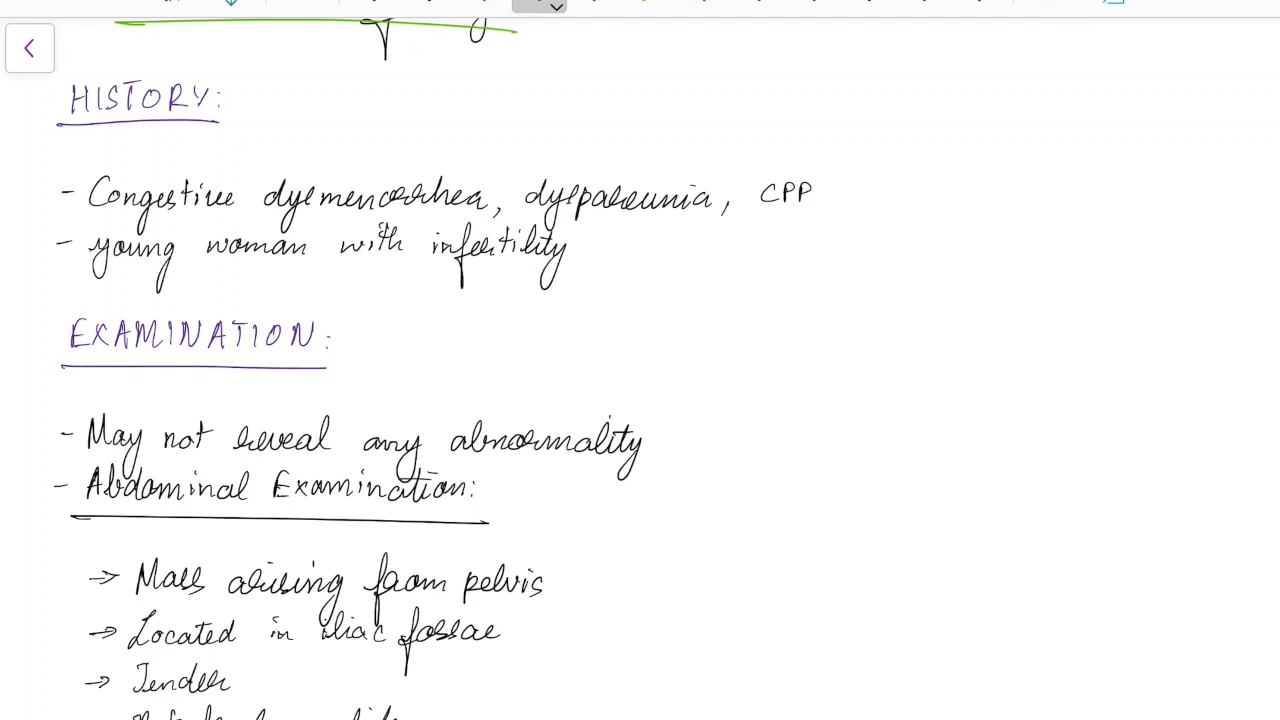 HISTORY:
- Congestive dysmenorrhea, dyspareunia, CPP
- young woman with infertility
EXAMINATION:
- May not reveal any abnormality
- Abdominal Examination:
→ Mass arising from pelvis
→ Located in iliac fossae
→ Tender